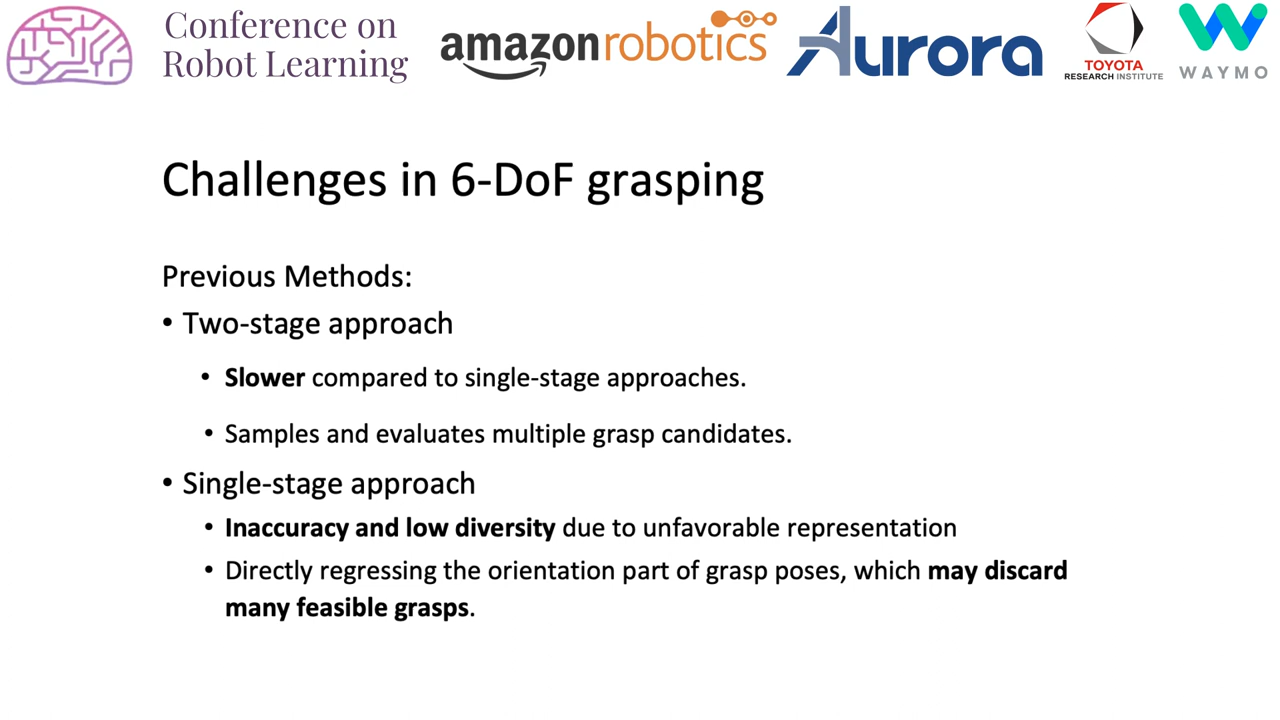 Conference on
Robot Learning
amazonrobotics
Aurora
TOYOTA
RESEARCH INSTITUTE
WAYMO
Challenges in 6-DoF grasping
Previous Methods:
• Two-stage approach
• Slower compared to single-stage approaches.
• Samples and evaluates multiple grasp candidates.
• Single-stage approach
• Inaccuracy and low diversity due to unfavorable representation
• Directly regressing the orientation part of grasp poses, which may discard
many feasible grasps.